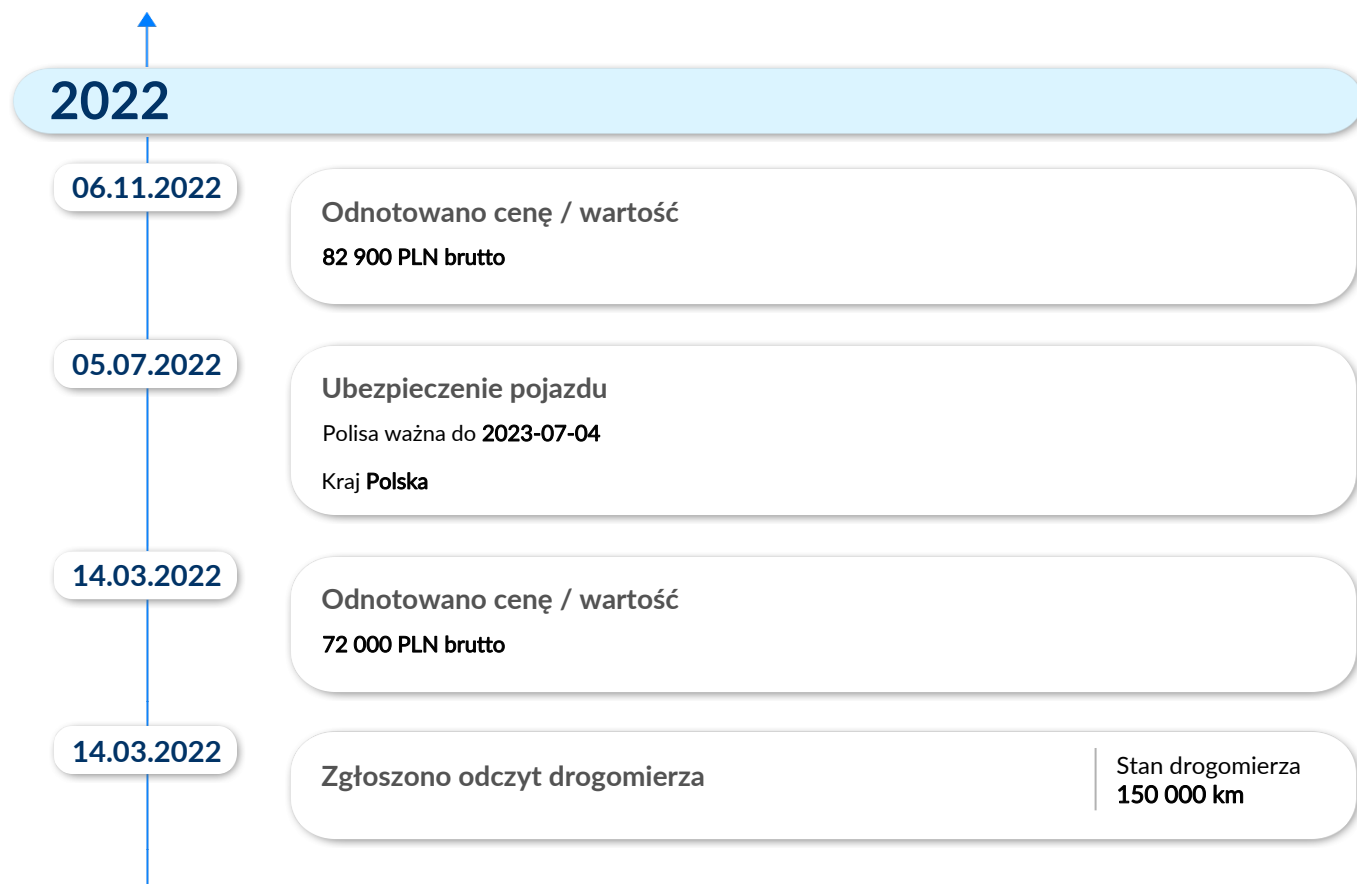 2022
06.11.2022
Odnotowano cenę / wartość
82 900 PLN brutto
05.07.2022
Ubezpieczenie pojazdu
Polisa ważna do 2023-07-04
Kraj Polska
14.03.2022
Odnotowano cenę / wartość
72 000 PLN brutto
14.03.2022
Zgłoszono odczyt drogomierza
Stan drogomierza
150 000 km